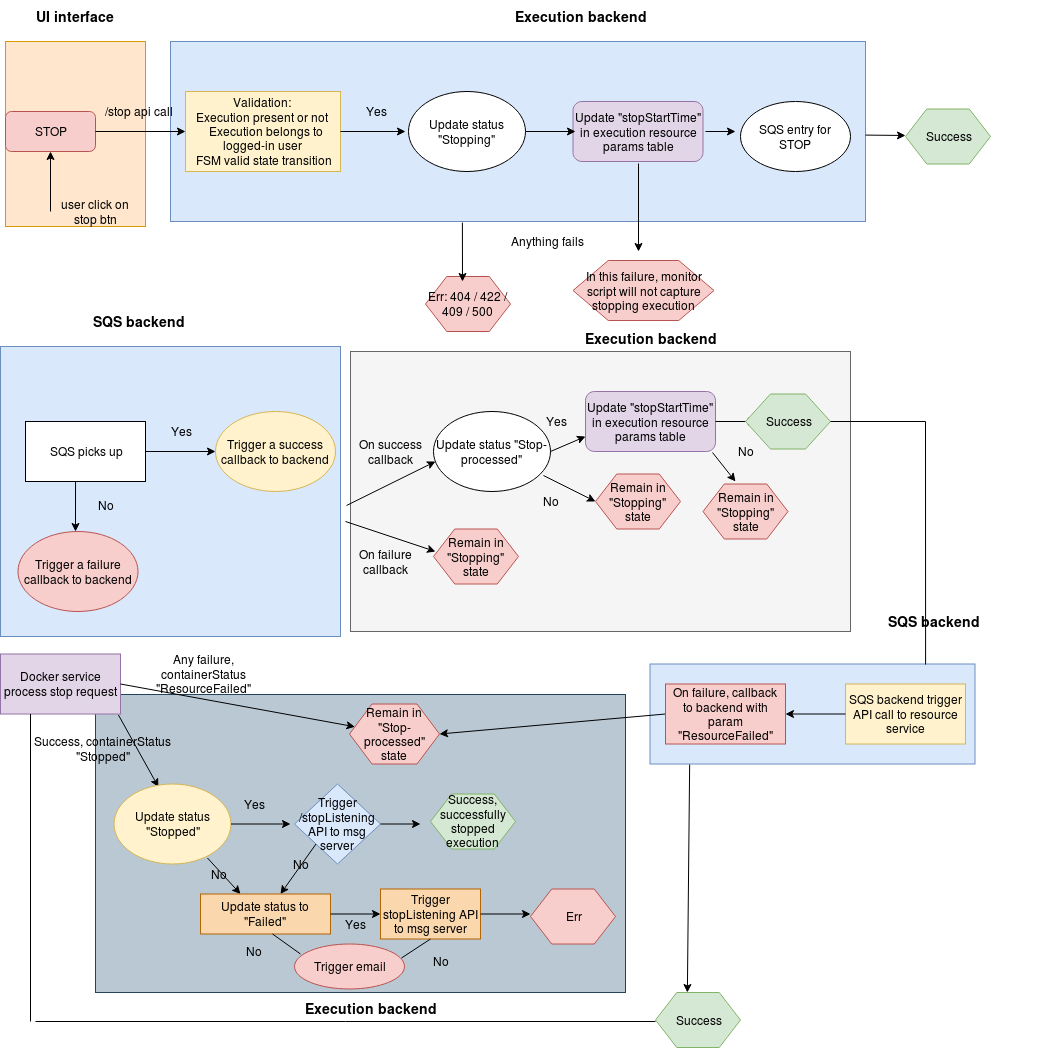 UI interface
Execution backend
STOP
/stop api call
user click on
stop btn
Validation:
Execution present or not
Execution belongs to
logged-in user
FSM valid state transition
Yes
Update status
"Stopping"
Update "stopStartTime"
in execution resource
params table
SQS entry for
STOP
Success
Anything fails
Err: 404 / 422 /
409 / 500
In this failure, monitor
script will not capture
stopping execution
SQS backend
SQS picks up
Yes
Trigger a success
callback to backend
No
Trigger a failure
callback to backend
Execution backend
On success
callback
On failure
callback
Update status "Stop-
processed"
Yes
No
Remain in
"Stopping"
state
Update "stopStartTime"
in execution resource
params table
Success
No
Remain in
"Stopping"
state
Remain in
"Stopping"
state
SQS backend
On failure, callback
to backend with
param
"ResourceFailed"
SQS backend trigger
API call to resource
service
Docker service
process stop request
Any failure,
containerStatus
"ResourceFailed"
Success, containerStatus
"Stopped"
Remain in
"Stop-
processed"
state
Update status
"Stopped"
Yes
Trigger
/stopListening
API to msg
server
Success,
successfully
stopped
execution
No
No
Update status to
"Failed"
Yes
Trigger
stopListening API
to msg server
Err
No
Trigger email
No
Execution backend
Success